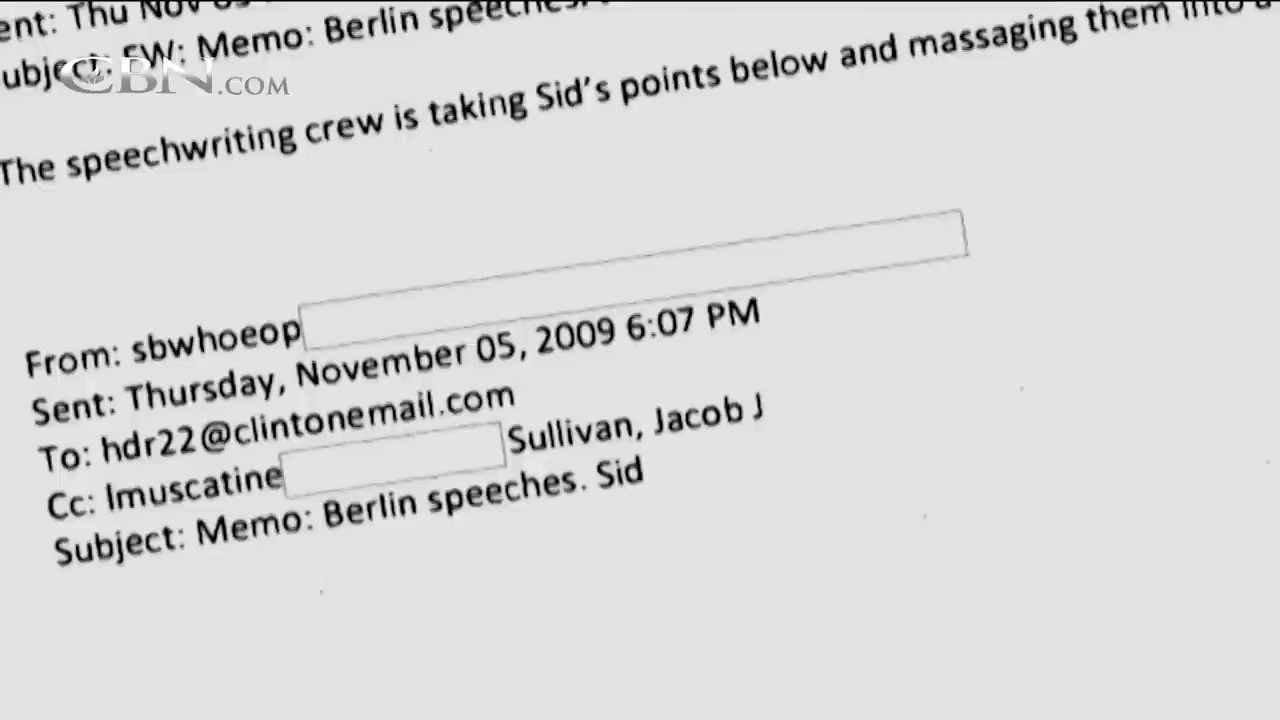 ent: Thu Nov
ubject: FW: Memo: Berlin speeches.
CBN.COM
The speechwriting crew is taking Sid's points below and massaging them into a
From: sbwhoeop
Sent: Thursday, November 05, 2009 6:07 PM
To: hdr22@clintonemail.com
Cc: lmuscatine Sullivan, Jacob J
Subject: Memo: Berlin speeches. Sid